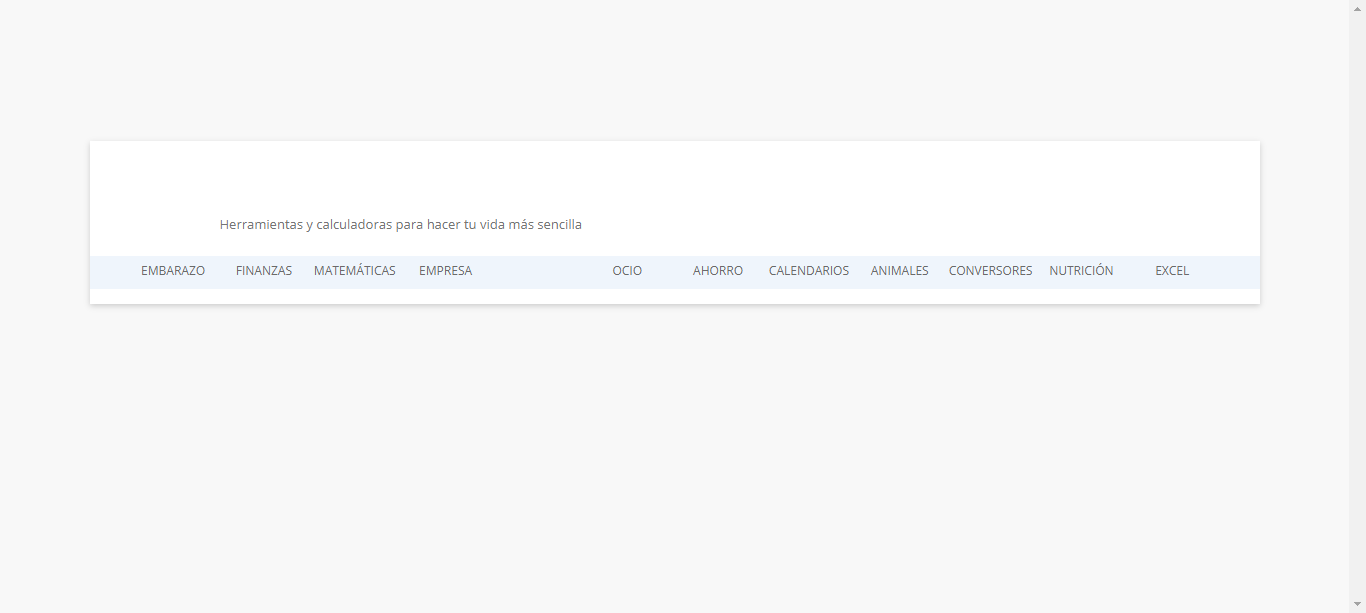 Herramientas y calculadoras para hacer tu vida más sencilla
EMBARAZO FINANZAS MATEMÁTICAS EMPRESA OCIO AHORRO CALENDARIOS ANIMALES CONVERSORES NUTRICIÓN EXCEL